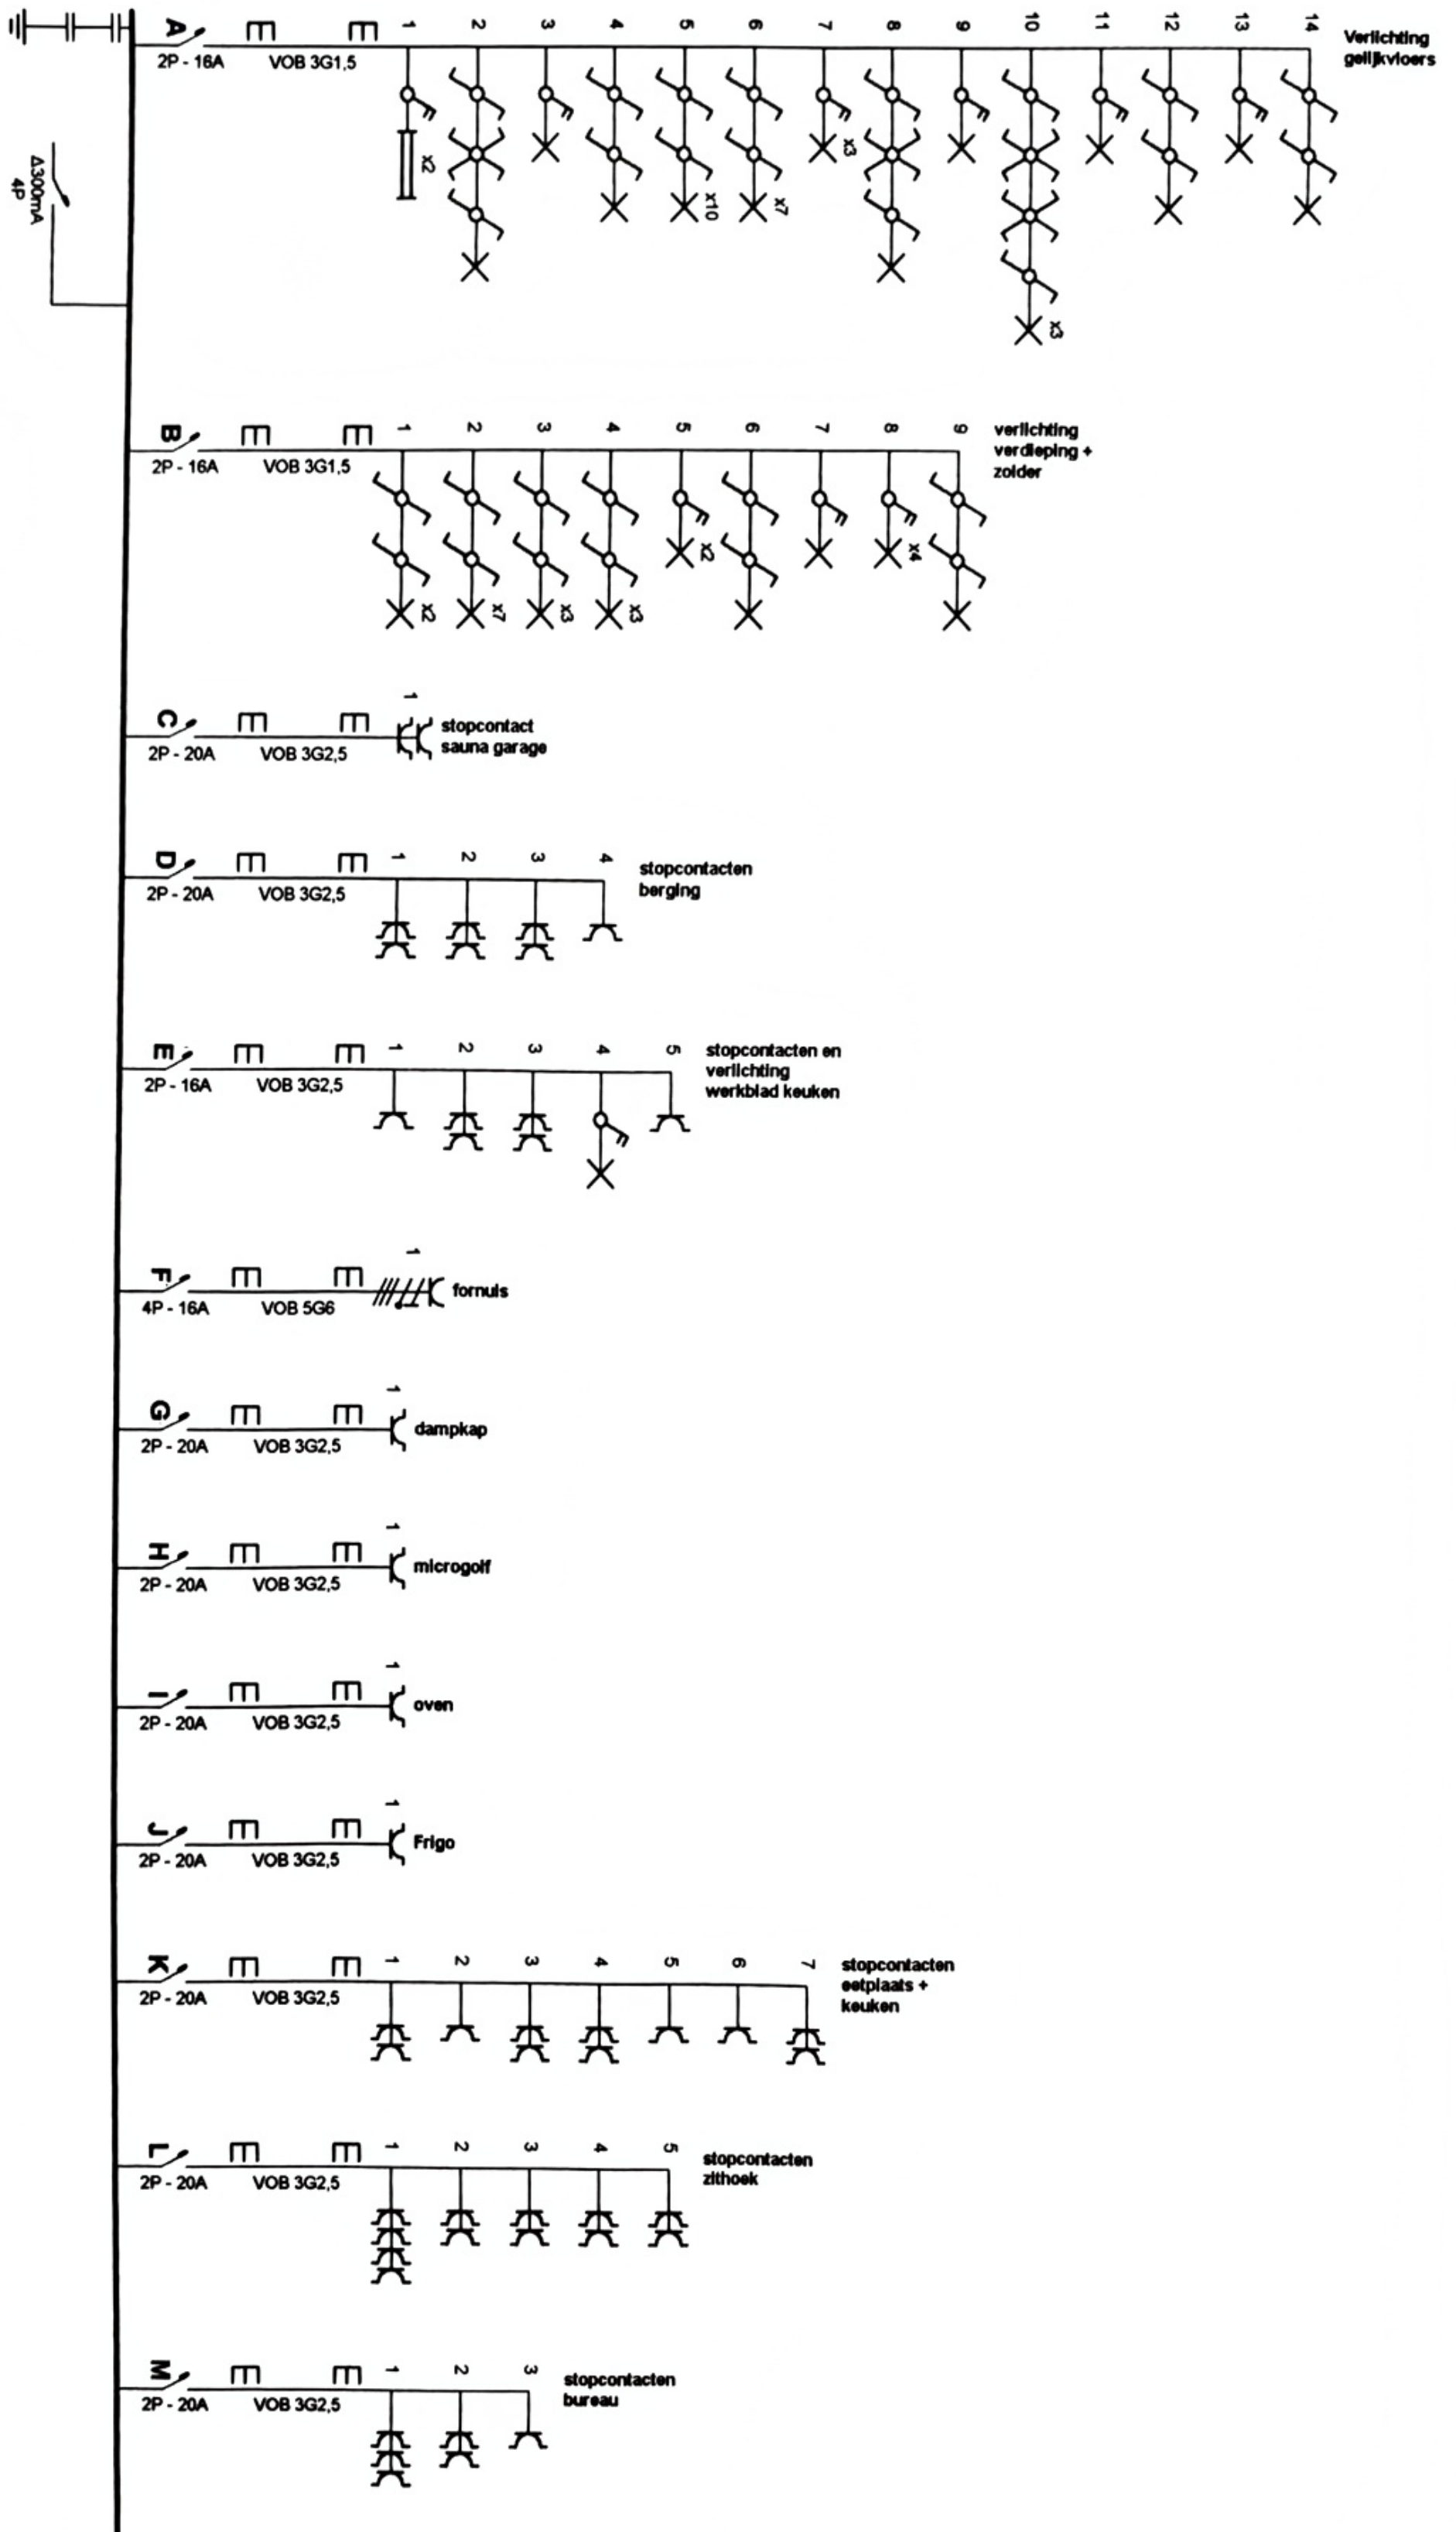 A
2P - 16A
VOB 3G1,5
1 2 3 4 5 6 7 8 9 10 11 12 13 14
Verlichting
gelijkvloers
x2
x10
x7
x3
x3
Δ300mA
4P
B
2P - 16A
VOB 3G1,5
1 2 3 4 5 6 7 8 9
verlichting
verdieping +
zolder
x2
x7
x3
x3
x2
x4
C
2P - 20A
VOB 3G2,5
1
stopcontact
sauna garage
D
2P - 20A
VOB 3G2,5
1 2 3 4
stopcontacten
berging
E
2P - 16A
VOB 3G2,5
1 2 3 4 5
stopcontacten en
verlichting
werkblad keuken
F
4P - 16A
VOB 5G6
1
fornuis
G
2P - 20A
VOB 3G2,5
1
dampkap
H
2P - 20A
VOB 3G2,5
1
microgolf
I
2P - 20A
VOB 3G2,5
1
oven
J
2P - 20A
VOB 3G2,5
1
Frigo
K
2P - 20A
VOB 3G2,5
1 2 3 4 5 6 7
stopcontacten
eetplaats +
keuken
L
2P - 20A
VOB 3G2,5
1 2 3 4 5
stopcontacten
zithoek
M
2P - 20A
VOB 3G2,5
1 2 3
stopcontacten
bureau